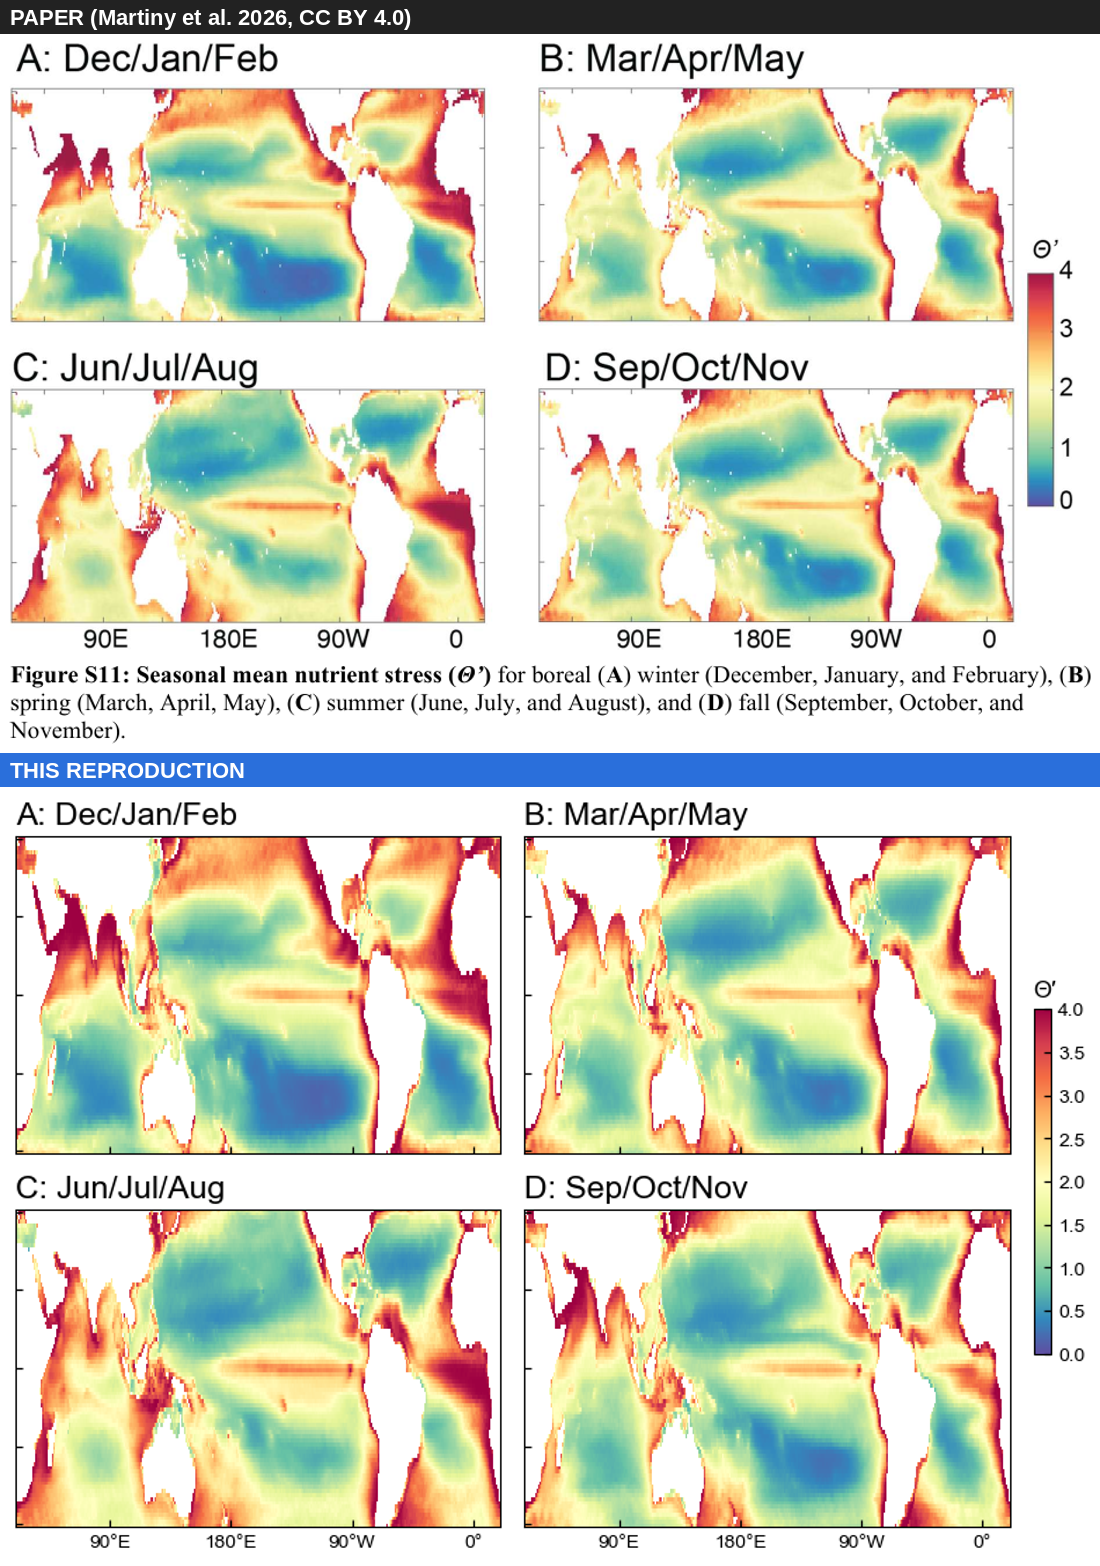 PAPER (Martiny et al. 2026, CC BY 4.0)
A: Dec/Jan/Feb
B: Mar/Apr/May
Θ’
4
3
2
1
0
C: Jun/Jul/Aug
D: Sep/Oct/Nov
90E 180E 90W 0
90E 180E 90W 0
Figure S11: Seasonal mean nutrient stress (Θ’) for boreal (A) winter (December, January, and February), (B)
spring (March, April, May), (C) summer (June, July, and August), and (D) fall (September, October, and
November).
THIS REPRODUCTION
A: Dec/Jan/Feb
B: Mar/Apr/May
Θ′
4.0
3.5
3.0
2.5
2.0
1.5
1.0
0.5
0.0
C: Jun/Jul/Aug
D: Sep/Oct/Nov
90°E 180°E 90°W 0°
90°E 180°E 90°W 0°